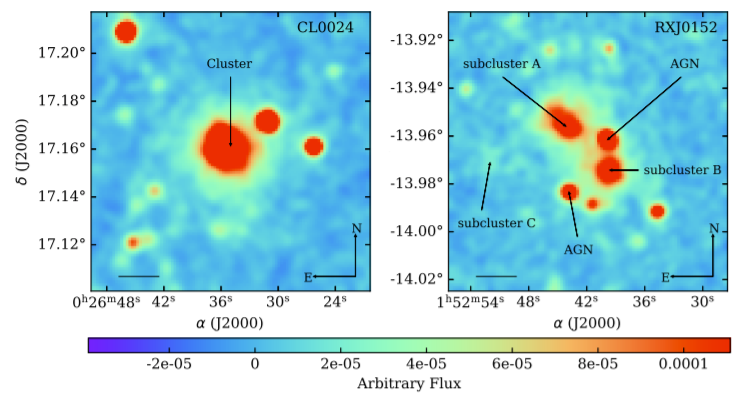 CL0024
Cluster
17.20°
17.18°
17.16°
17.14°
17.12°
δ (J2000)
N
E
0ʰ26ᵐ48ˢ 42ˢ 36ˢ 30ˢ 24ˢ
α (J2000)
RXJ0152
subcluster A
AGN
subcluster B
subcluster C
AGN
-13.92°
-13.94°
-13.96°
-13.98°
-14.00°
-14.02°
N
E
1ʰ52ᵐ54ˢ 48ˢ 42ˢ 36ˢ 30ˢ
α (J2000)
-2e-05 0 2e-05 4e-05 6e-05 8e-05 0.0001
Arbitrary Flux